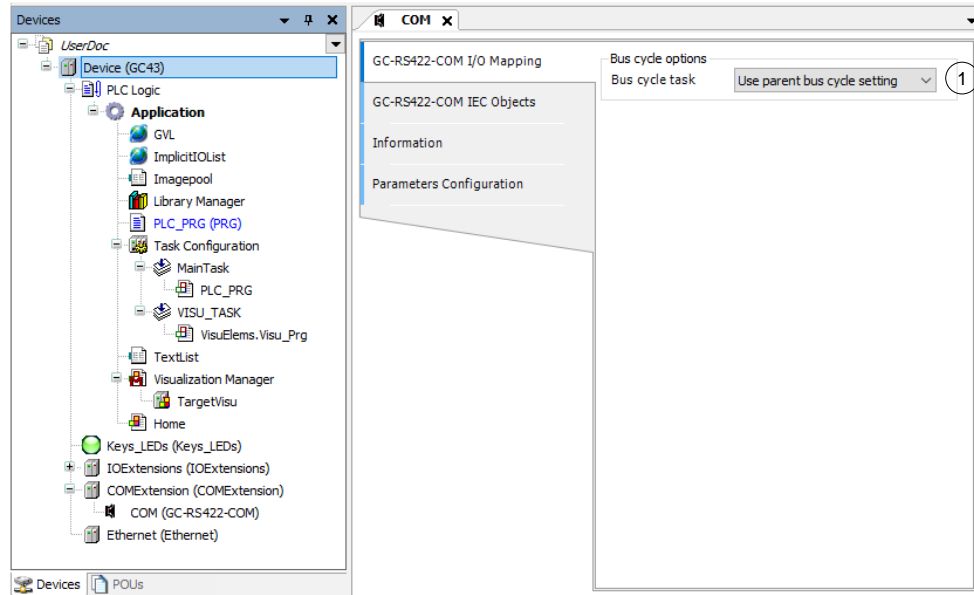 Devices
UserDoc
Device (GC43)
PLC Logic
Application
GVL
ImplicitIOList
Imagepool
Library Manager
PLC_PRG (PRG)
Task Configuration
MainTask
PLC_PRG
VISU_TASK
VisuElems.Visu_Prg
TextList
Visualization Manager
TargetVisu
Home
Keys_LEDs (Keys_LEDs)
IOExtensions (IOExtensions)
COMExtension (COMExtension)
COM (GC-RS422-COM)
Ethernet (Ethernet)
Devices POUs
COM
GC-RS422-COM I/O Mapping
GC-RS422-COM IEC Objects
Information
Parameters Configuration
Bus cycle options
Bus cycle task Use parent bus cycle setting 1